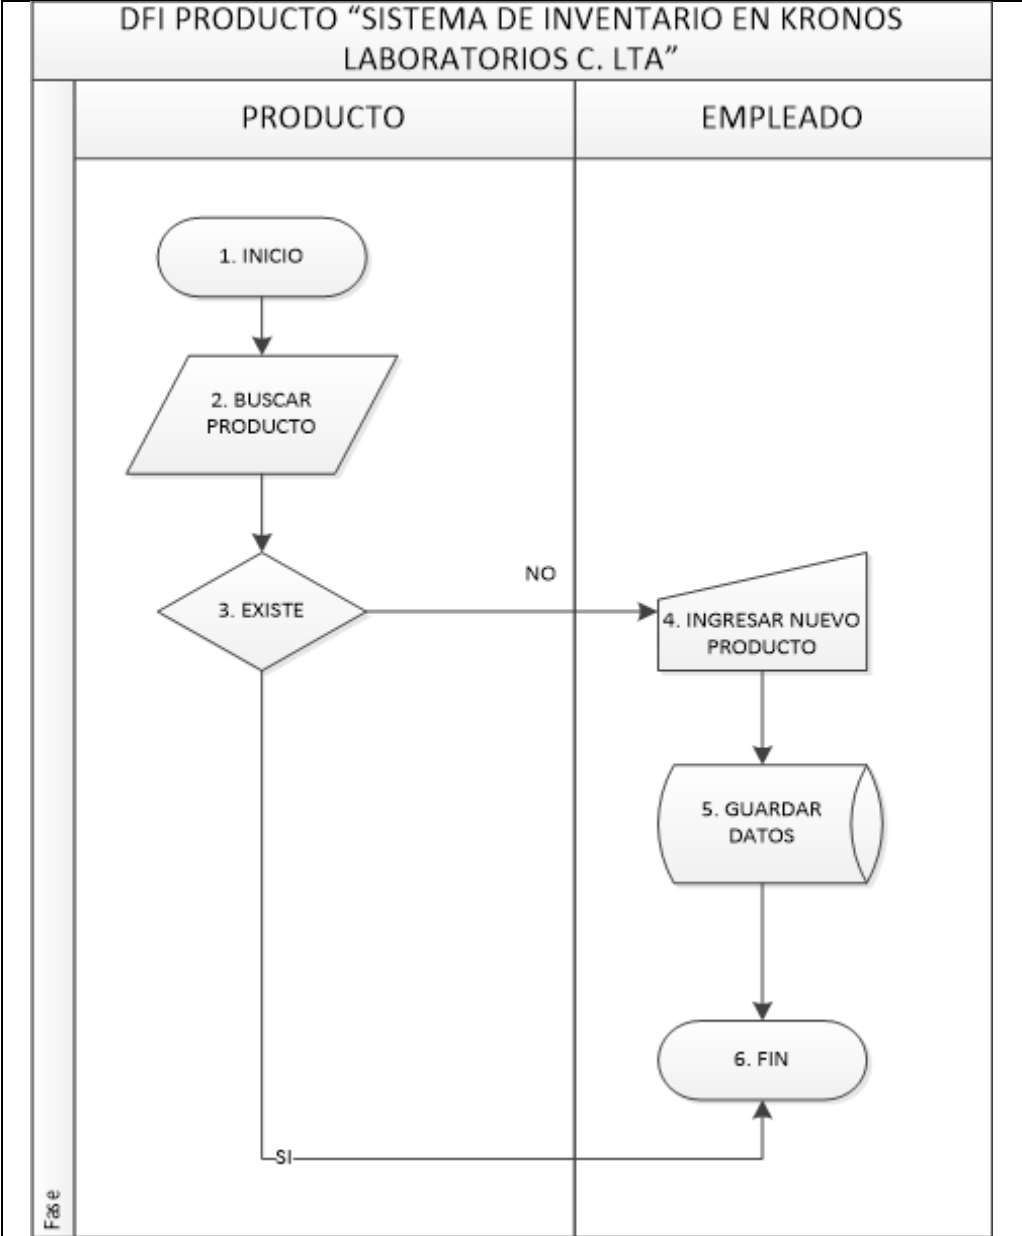 DFI PRODUCTO “SISTEMA DE INVENTARIO EN KRONOS
LABORATORIOS C. LTA”
PRODUCTO
EMPLEADO
1. INICIO
2. BUSCAR
PRODUCTO
3. EXISTE
NO
4. INGRESAR NUEVO
PRODUCTO
5. GUARDAR
DATOS
6. FIN
SI
Fase